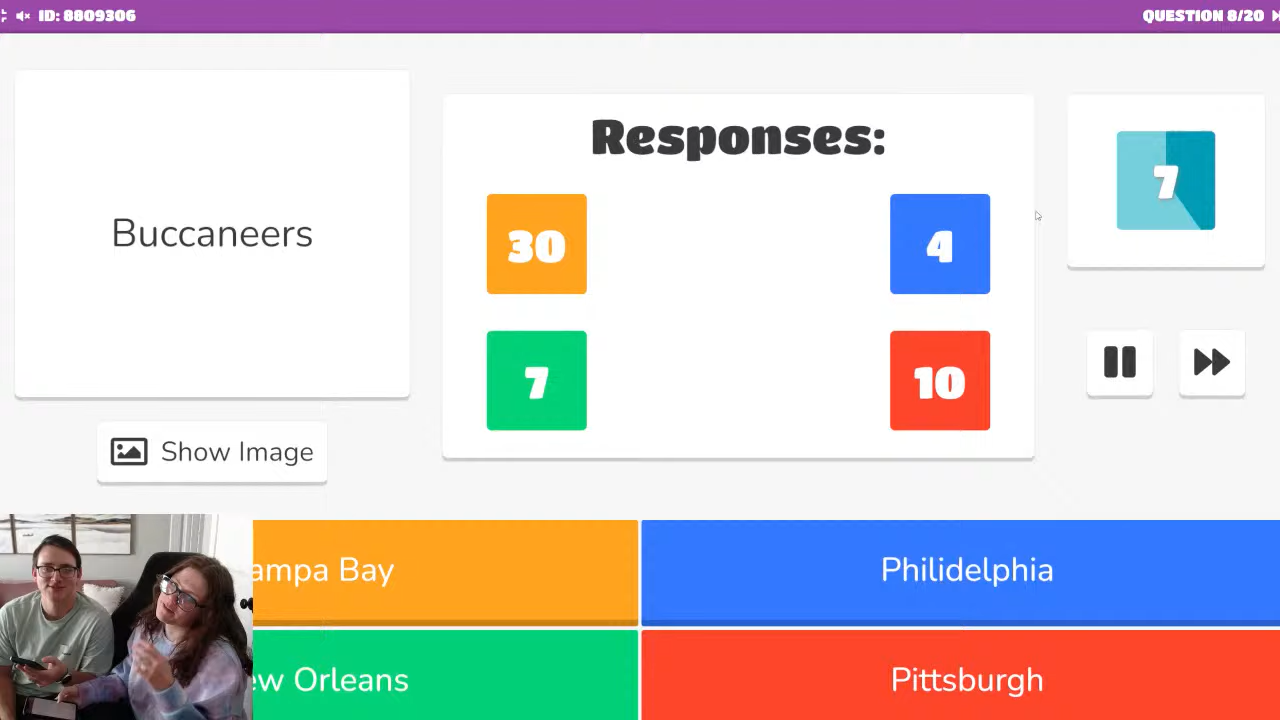 ID: 8809306
QUESTION 8/20
Buccaneers
Responses:
30
4
7
7
10
Show Image
ampa Bay
Philidelphia
ew Orleans
Pittsburgh